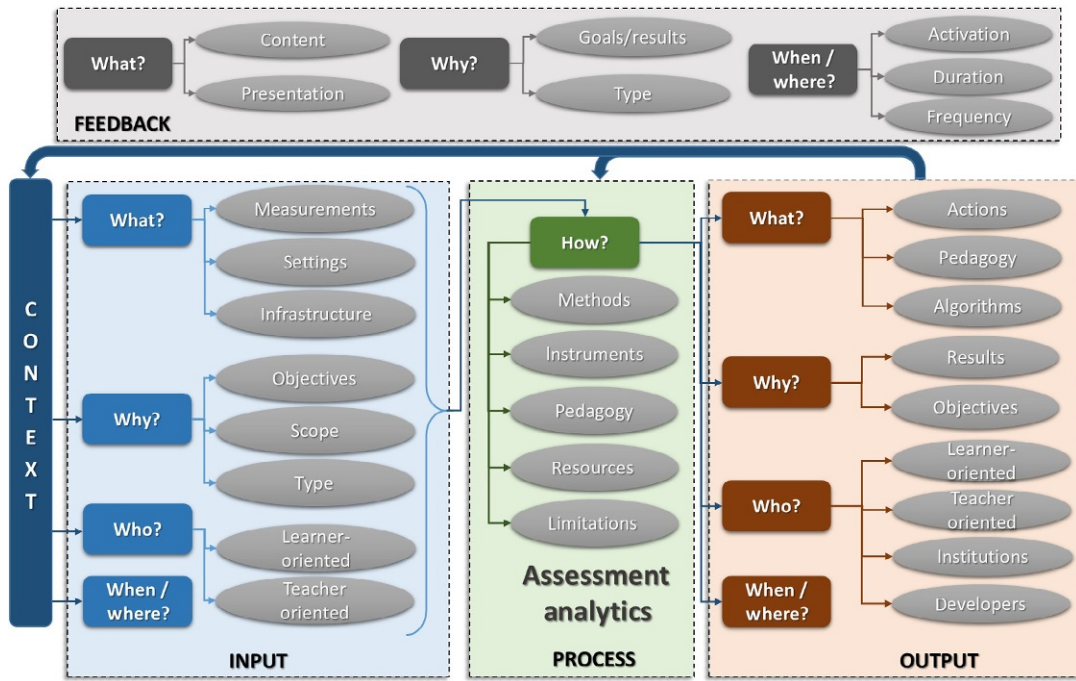 What?
Content
Presentation
Why?
Goals/results
Type
When /
where?
Activation
Duration
Frequency
FEEDBACK
CONTEXT
What?
Measurements
Settings
Infrastructure
Why?
Objectives
Scope
Type
Who?
Learner-
oriented
When /
where?
Teacher
oriented
INPUT
How?
Methods
Instruments
Pedagogy
Resources
Limitations
Assessment
analytics
PROCESS
What?
Actions
Pedagogy
Algorithms
Why?
Results
Objectives
Who?
Learner-
oriented
Teacher
oriented
Institutions
Developers
When /
where?
OUTPUT